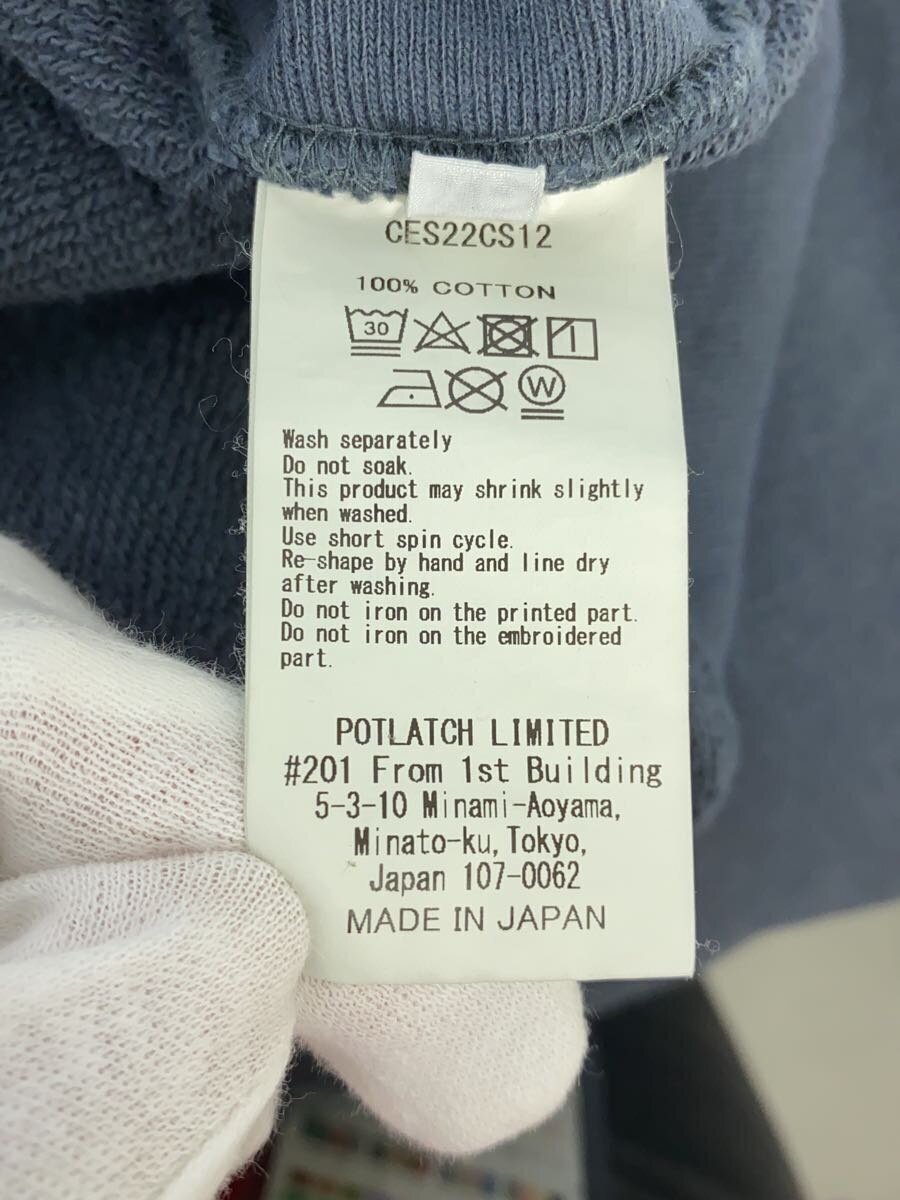 CES22CS12
100% COTTON
30
W
Wash separately
Do not soak.
This product may shrink slightly
when washed.
Use short spin cycle.
Re-shape by hand and line dry
after washing.
Do not iron on the printed part.
Do not iron on the embroidered
part.
POTLATCH LIMITED
#201 From 1st Building
5-3-10 Minami-Aoyama,
Minato-ku, Tokyo,
Japan 107-0062
MADE IN JAPAN